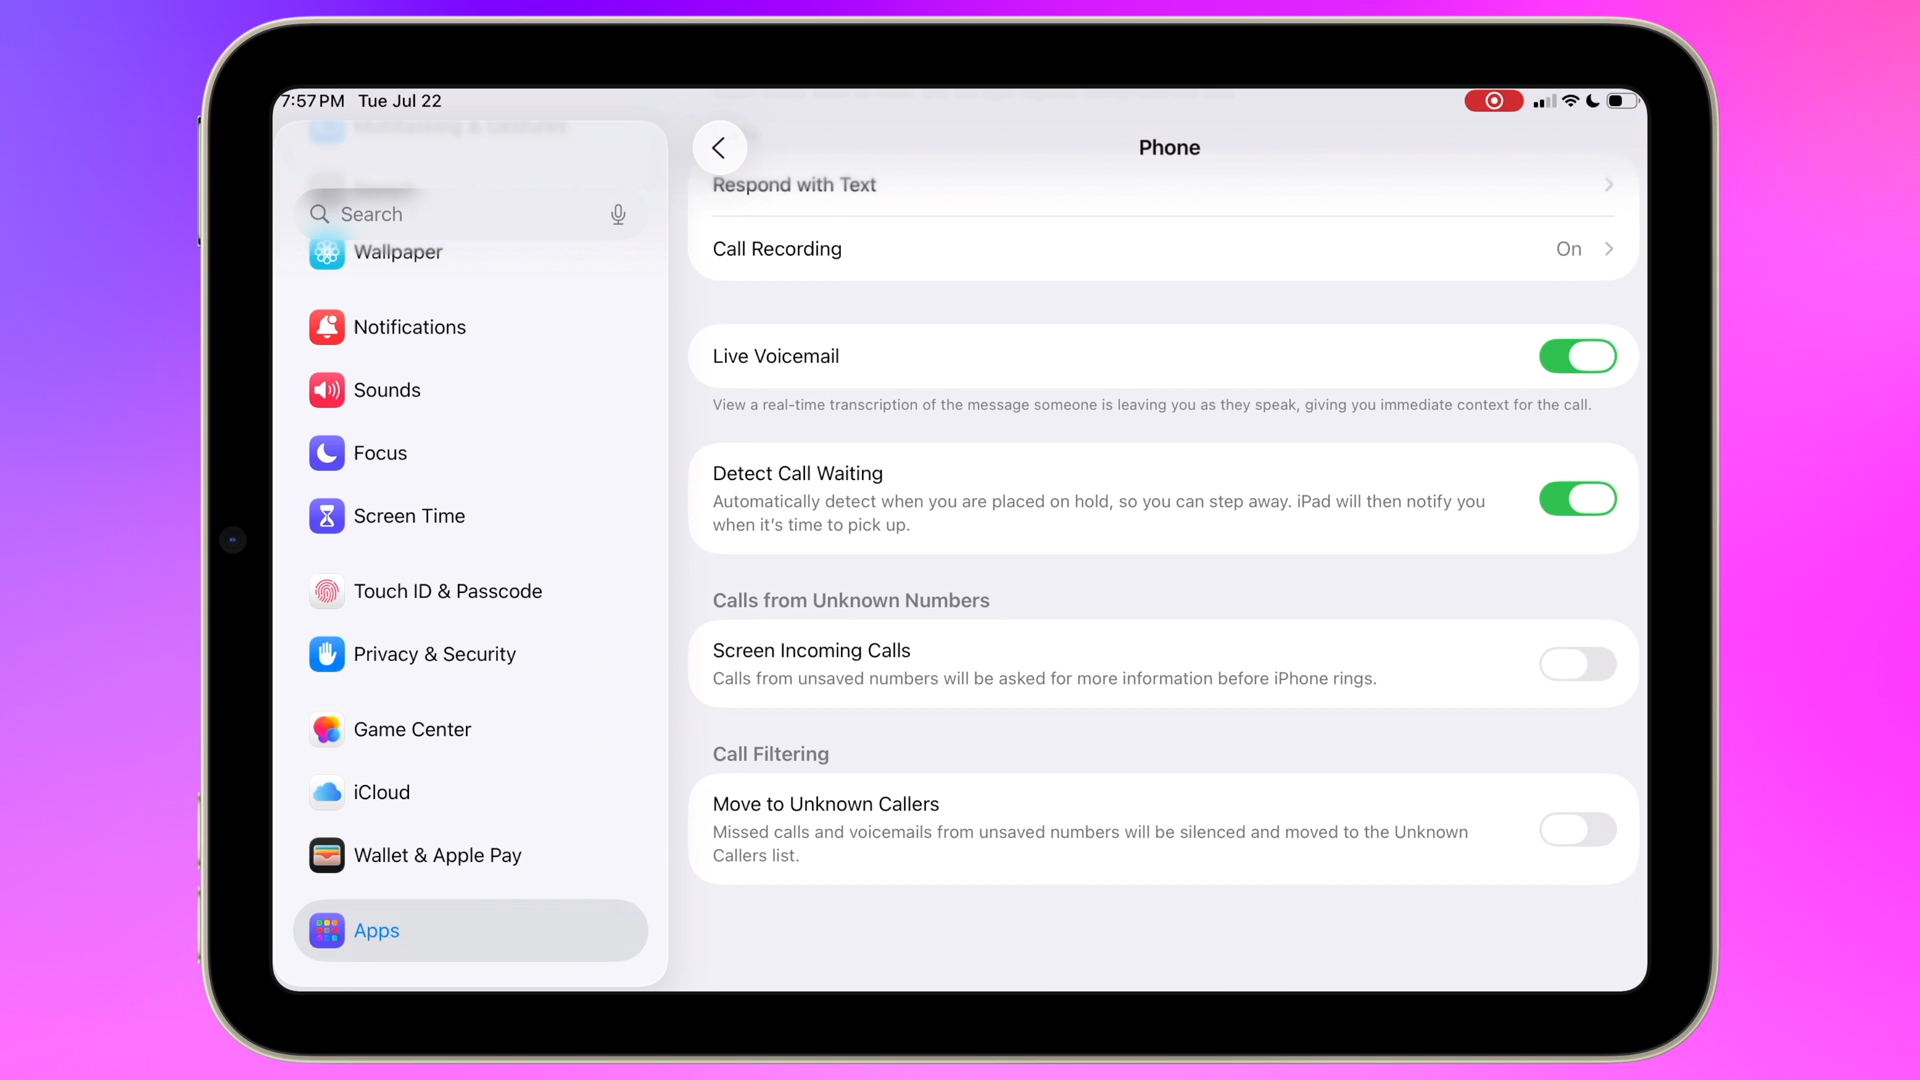 7:57 PM Tue Jul 22
Multitasking & Gestures
Search
Wallpaper
Notifications
Sounds
Focus
Screen Time
Touch ID & Passcode
Privacy & Security
Game Center
iCloud
Wallet & Apple Pay
Apps
Phone
Respond with Text
Call Recording On
Live Voicemail
View a real-time transcription of the message someone is leaving you as they speak, giving you immediate context for the call.
Detect Call Waiting
Automatically detect when you are placed on hold, so you can step away. iPad will then notify you
when it’s time to pick up.
Calls from Unknown Numbers
Screen Incoming Calls
Calls from unsaved numbers will be asked for more information before iPhone rings.
Call Filtering
Move to Unknown Callers
Missed calls and voicemails from unsaved numbers will be silenced and moved to the Unknown
Callers list.